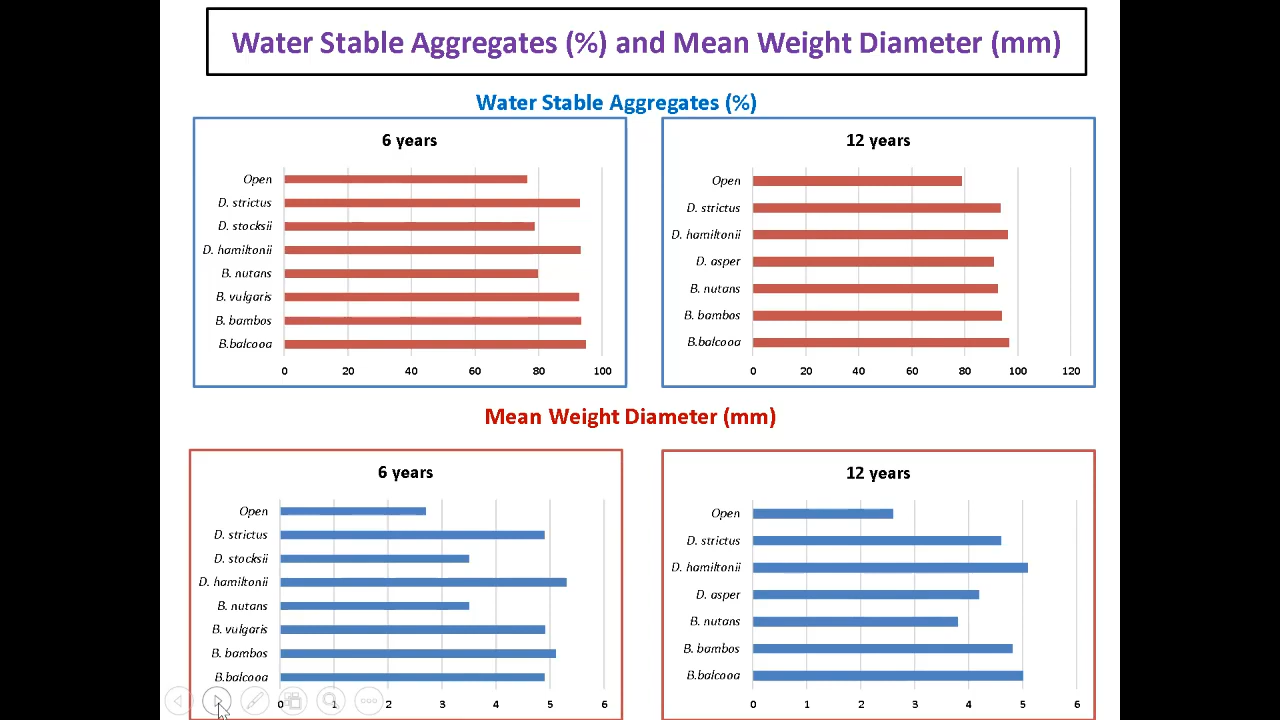 Water Stable Aggregates (%) and Mean Weight Diameter (mm)
Water Stable Aggregates (%)
6 years
Open
D. strictus
D. stocksii
D. hamiltonii
B. nutans
B. vulgaris
B. bambos
B.balcooa
0 20 40 60 80 100
12 years
Open
D. strictus
D. hamiltonii
D. asper
B. nutans
B. bambos
B.balcooa
0 20 40 60 80 100 120
Mean Weight Diameter (mm)
6 years
Open
D. strictus
D. stocksii
D. hamiltonii
B. nutans
B. vulgaris
B. bambos
B.balcooa
0 1 2 3 4 5 6
12 years
Open
D. strictus
D. hamiltonii
D. asper
B. nutans
B. bambos
B.balcooa
0 1 2 3 4 5 6